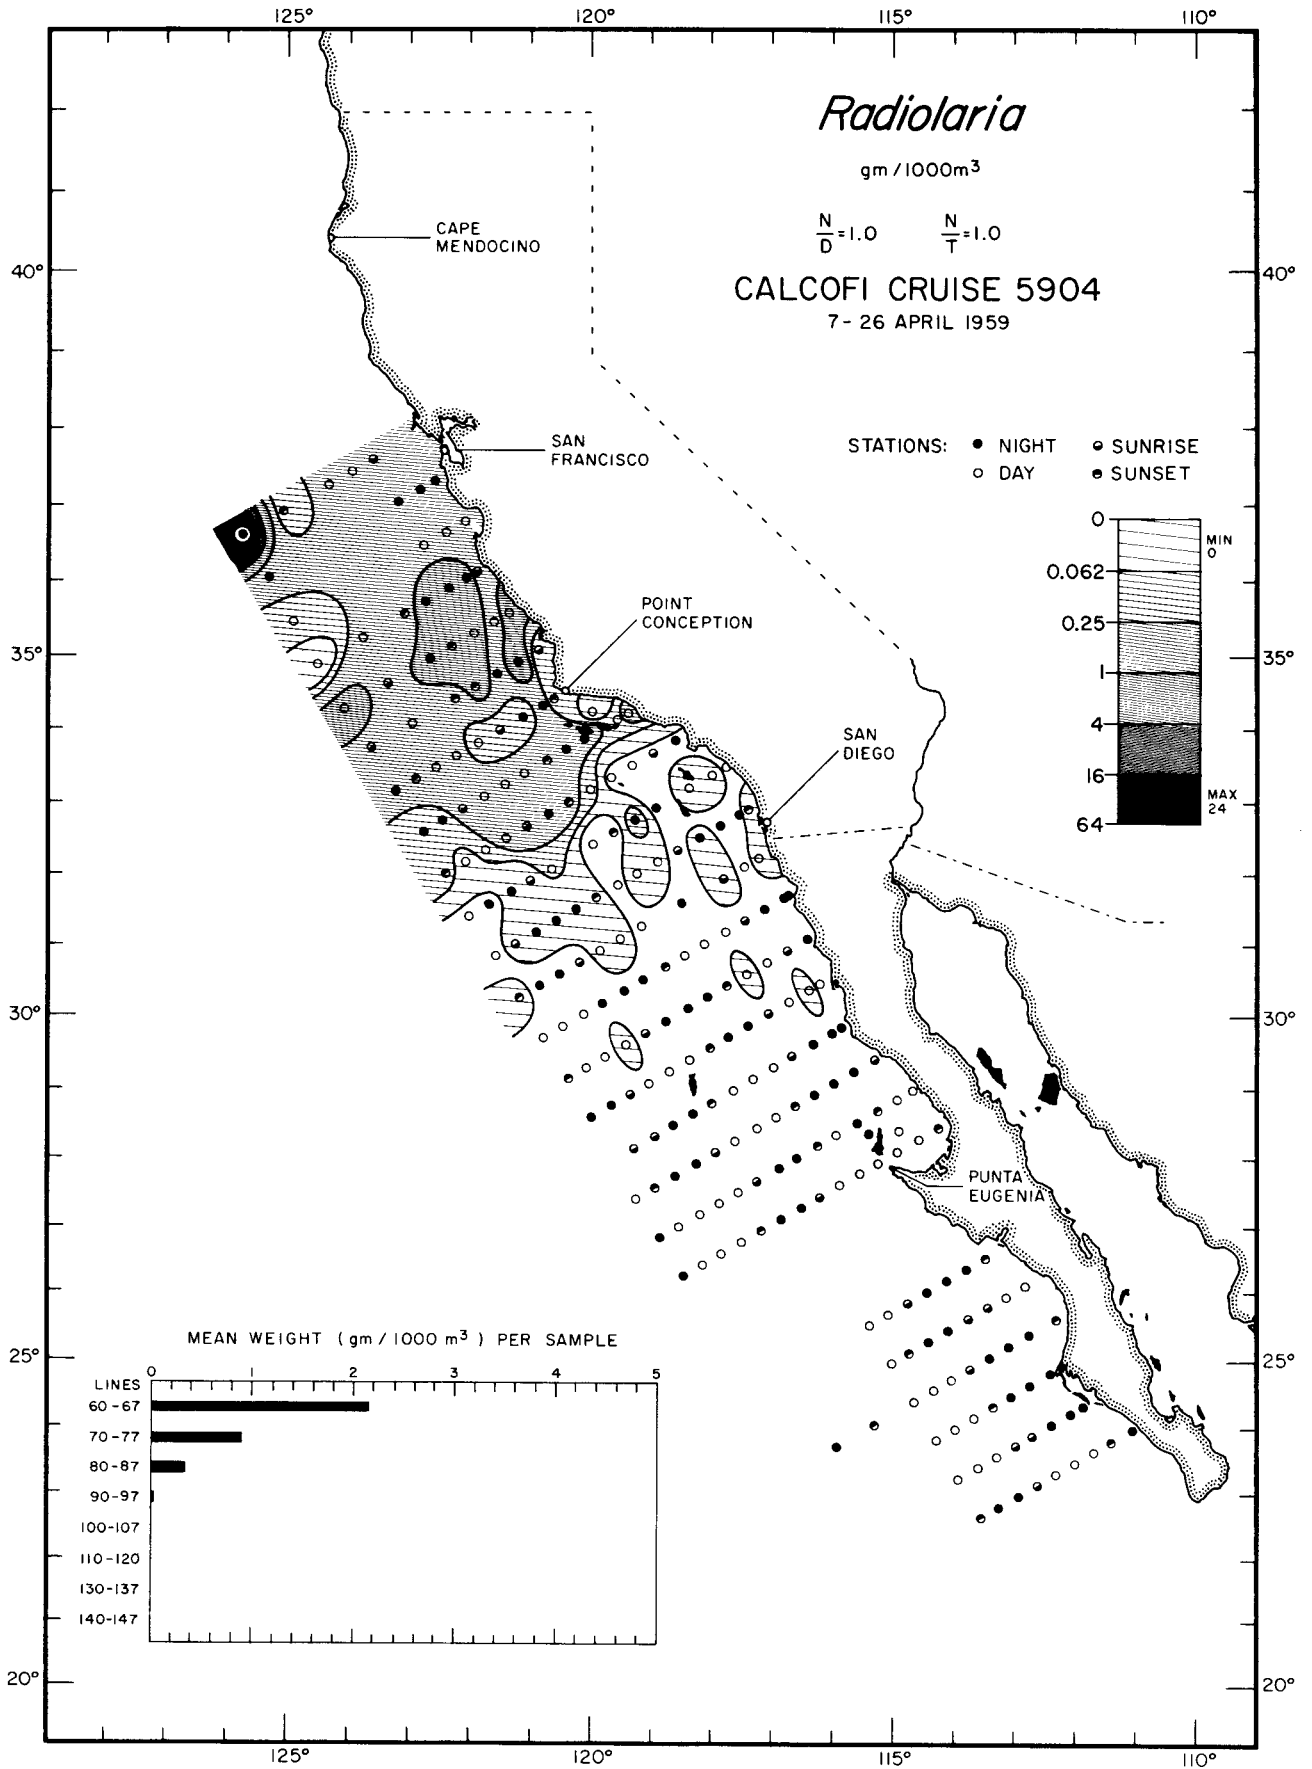 125° 120° 115° 110°
Radiolaria
gm/1000m³
N/D=1.0 N/T=1.0
CALCOFI CRUISE 5904
7-26 APRIL 1959
CAPE
MENDOCINO
40° 40°
SAN
FRANCISCO
STATIONS: ● NIGHT SUNRISE
○ DAY SUNSET
0
MIN
0
0.062
0.25
1
4
16
MAX
24
64
POINT
CONCEPTION
35° 35°
SAN
DIEGO
30° 30°
PUNTA
EUGENIA
25° 25°
MEAN WEIGHT (gm/1000 m³) PER SAMPLE
0 1 2 3 4 5
LINES
60-67
70-77
80-87
90-97
100-107
110-120
130-137
140-147
20° 20°
125° 120° 115° 110°